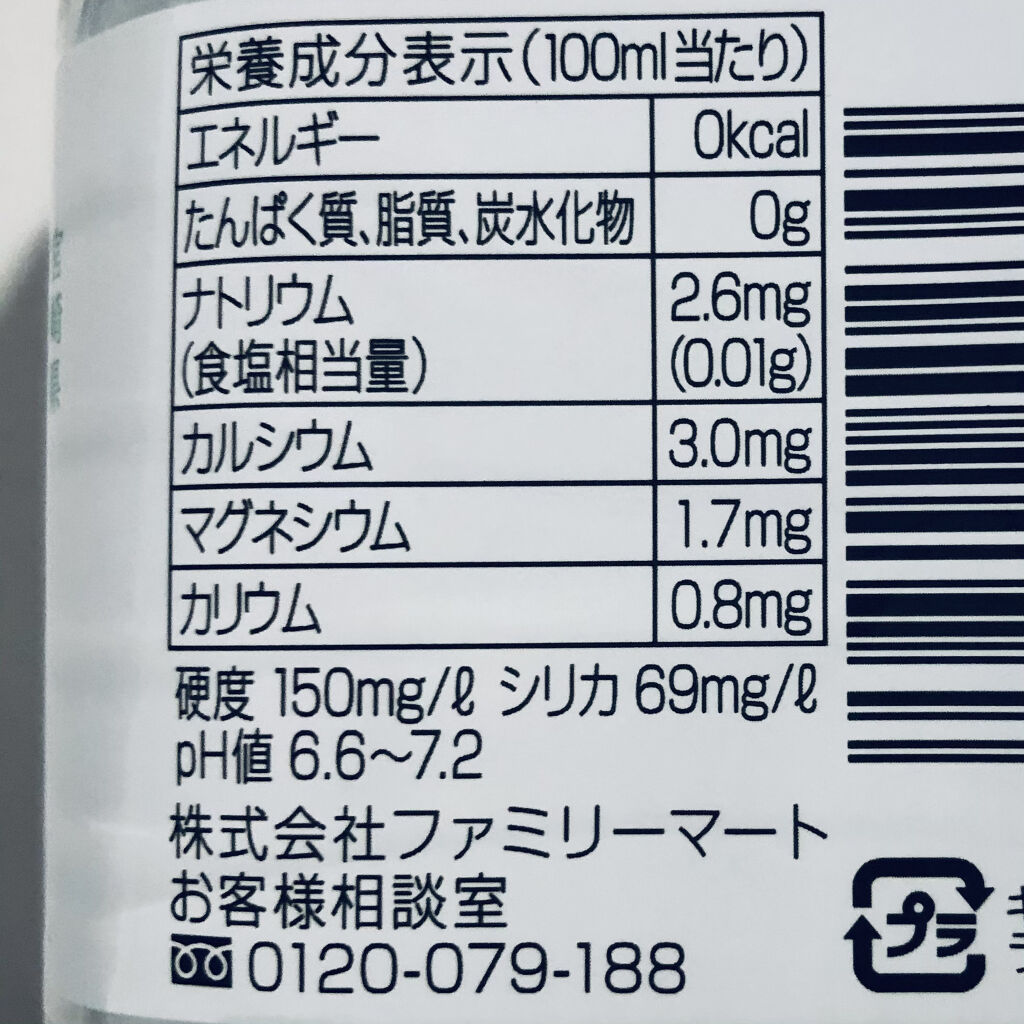 栄養成分表示(100ml当たり)
エネルギー 0kcal
たんぱく質、脂質、炭水化物 0g
ナトリウム 2.6mg
(食塩相当量) (0.01g)
カルシウム 3.0mg
マグネシウム 1.7mg
カリウム 0.8mg
硬度 150mg/ℓ シリカ 69mg/ℓ
pH値 6.6〜7.2
株式会社ファミリーマート
お客様相談室
0120-079-188
プラ